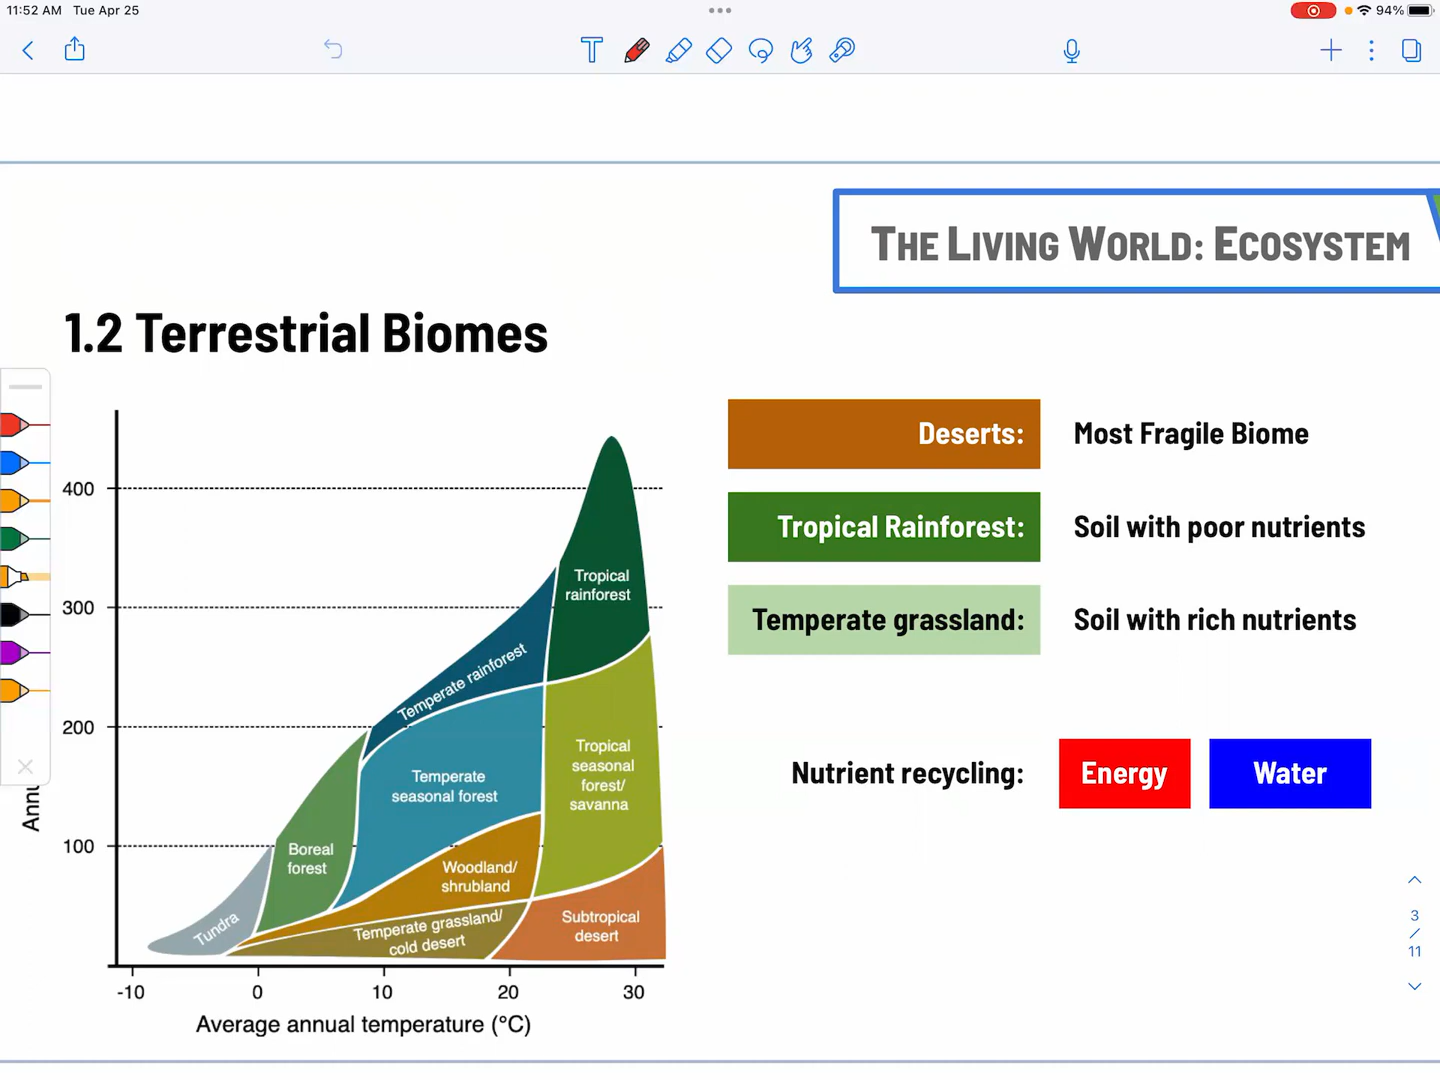 11:52 AM Tue Apr 25
94%
THE LIVING WORLD: ECOSYSTEM
1.2 Terrestrial Biomes
400
300
200
100
Annu
Tropical
rainforest
Temperate rainforest
Tropical
seasonal
forest/
savanna
Temperate
seasonal forest
Boreal
forest
Woodland/
shrubland
Tundra
Temperate grassland/
cold desert
Subtropical
desert
-10 0 10 20 30
Average annual temperature (°C)
Deserts: Most Fragile Biome
Tropical Rainforest: Soil with poor nutrients
Temperate grassland: Soil with rich nutrients
Nutrient recycling: Energy Water
3
/
11